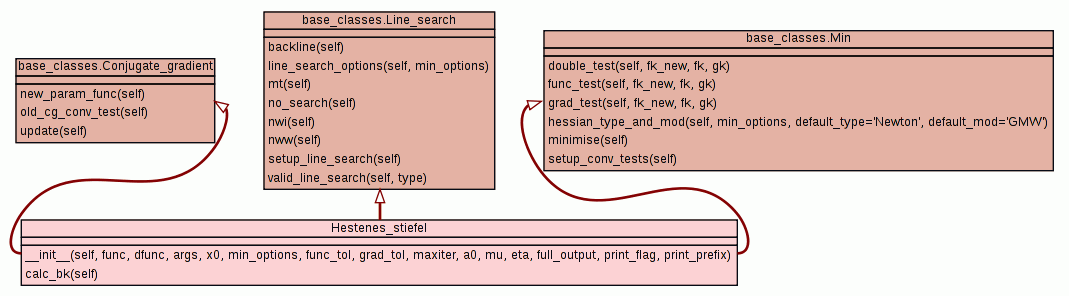 base_classes.Conjugate_gradient
new_param_func(self)
old_cg_conv_test(self)
update(self)
base_classes.Line_search
backline(self)
line_search_options(self, min_options)
mt(self)
no_search(self)
nwi(self)
nww(self)
setup_line_search(self)
valid_line_search(self, type)
base_classes.Min
double_test(self, fk_new, fk, gk)
func_test(self, fk_new, fk, gk)
grad_test(self, fk_new, fk, gk)
hessian_type_and_mod(self, min_options, default_type='Newton', default_mod='GMW')
minimise(self)
setup_conv_tests(self)
Hestenes_stiefel
__init__(self, func, dfunc, args, x0, min_options, func_tol, grad_tol, maxiter, a0, mu, eta, full_output, print_flag, print_prefix)
calc_bk(self)